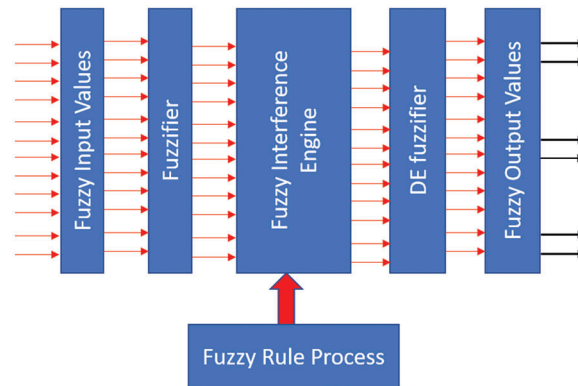 Fuzzy Input Values
Fuzzifier
Fuzzy Interference
Engine
DE fuzzifier
Fuzzy Output Values
Fuzzy Rule Process